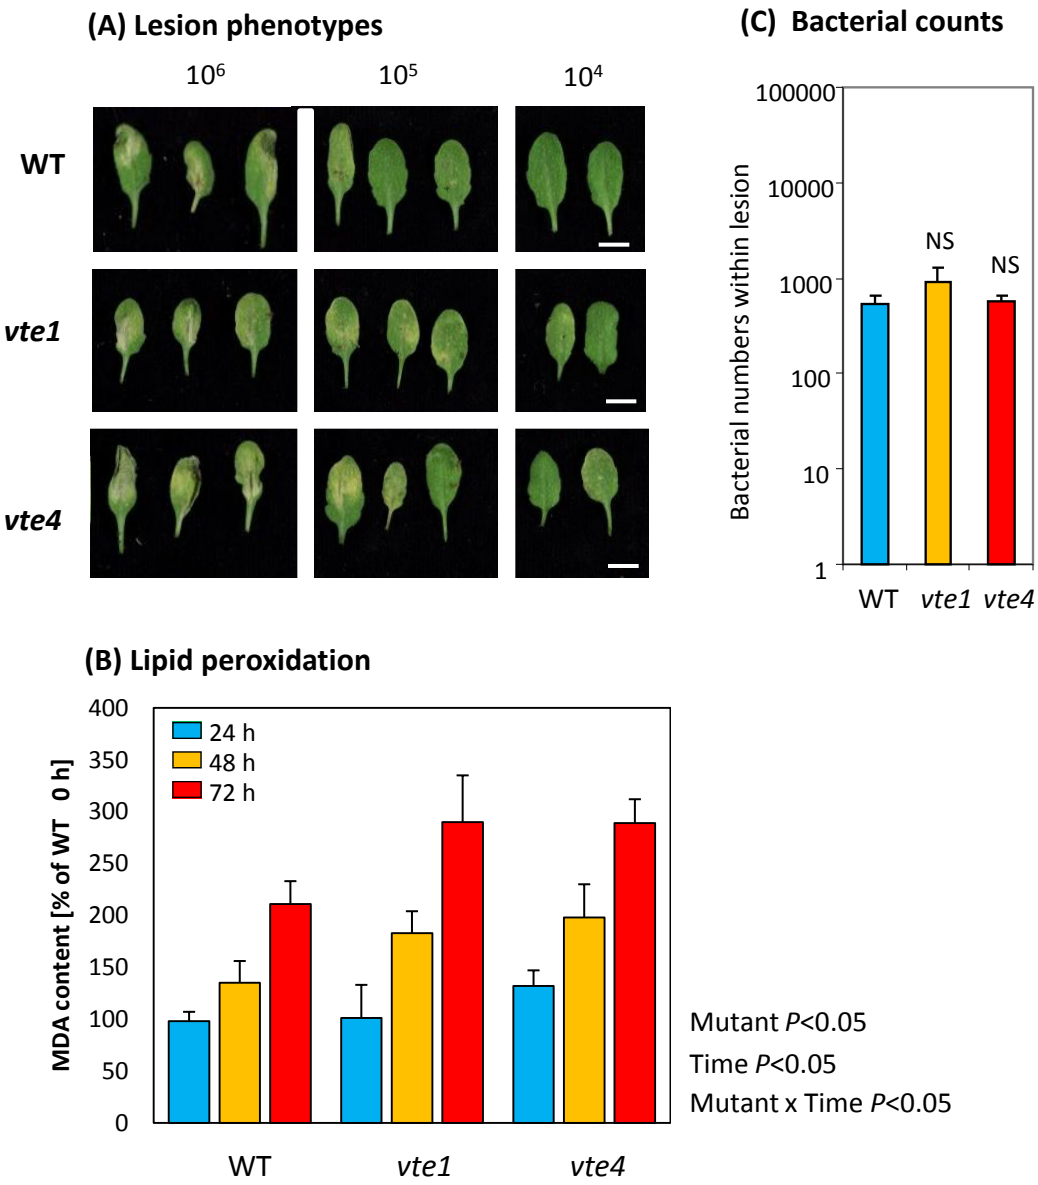 (A) Lesion phenotypes
10⁶ 10⁵ 10⁴
WT
vte1
vte4
(C) Bacterial counts
Bacterial numbers within lesion
100000
10000
1000
100
10
1
NS
NS
WT vte1 vte4
(B) Lipid peroxidation
MDA content [% of WT 0 h]
400
350
300
250
200
150
100
50
0
24 h
48 h
72 h
WT vte1 vte4
Mutant P<0.05
Time P<0.05
Mutant x Time P<0.05